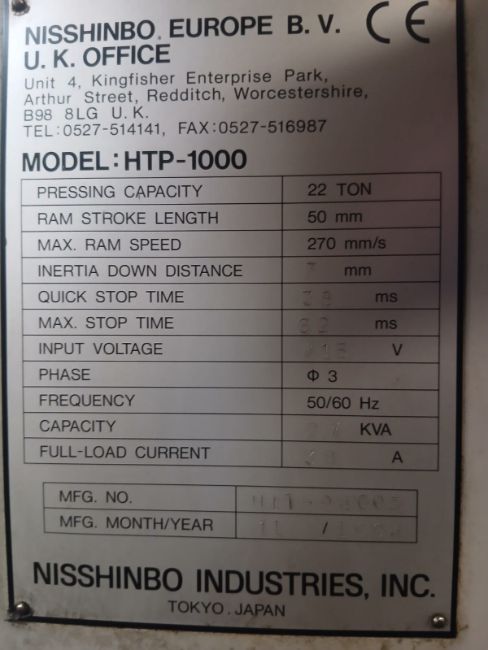 NISSHINBO EUROPE B. V. CE
U. K. OFFICE
Unit 4, Kingfisher Enterprise Park,
Arthur Street, Redditch, Worcestershire,
B98 8LG U. K.
TEL:0527-514141, FAX:0527-516987
MODEL:HTP-1000
PRESSING CAPACITY 22 TON
RAM STROKE LENGTH 50 mm
MAX. RAM SPEED 270 mm/s
INERTIA DOWN DISTANCE mm
QUICK STOP TIME ms
MAX. STOP TIME ms
INPUT VOLTAGE V
PHASE Φ 3
FREQUENCY 50/60 Hz
CAPACITY KVA
FULL-LOAD CURRENT A
MFG. NO.
MFG. MONTH/YEAR /
NISSHINBO INDUSTRIES, INC.
TOKYO. JAPAN